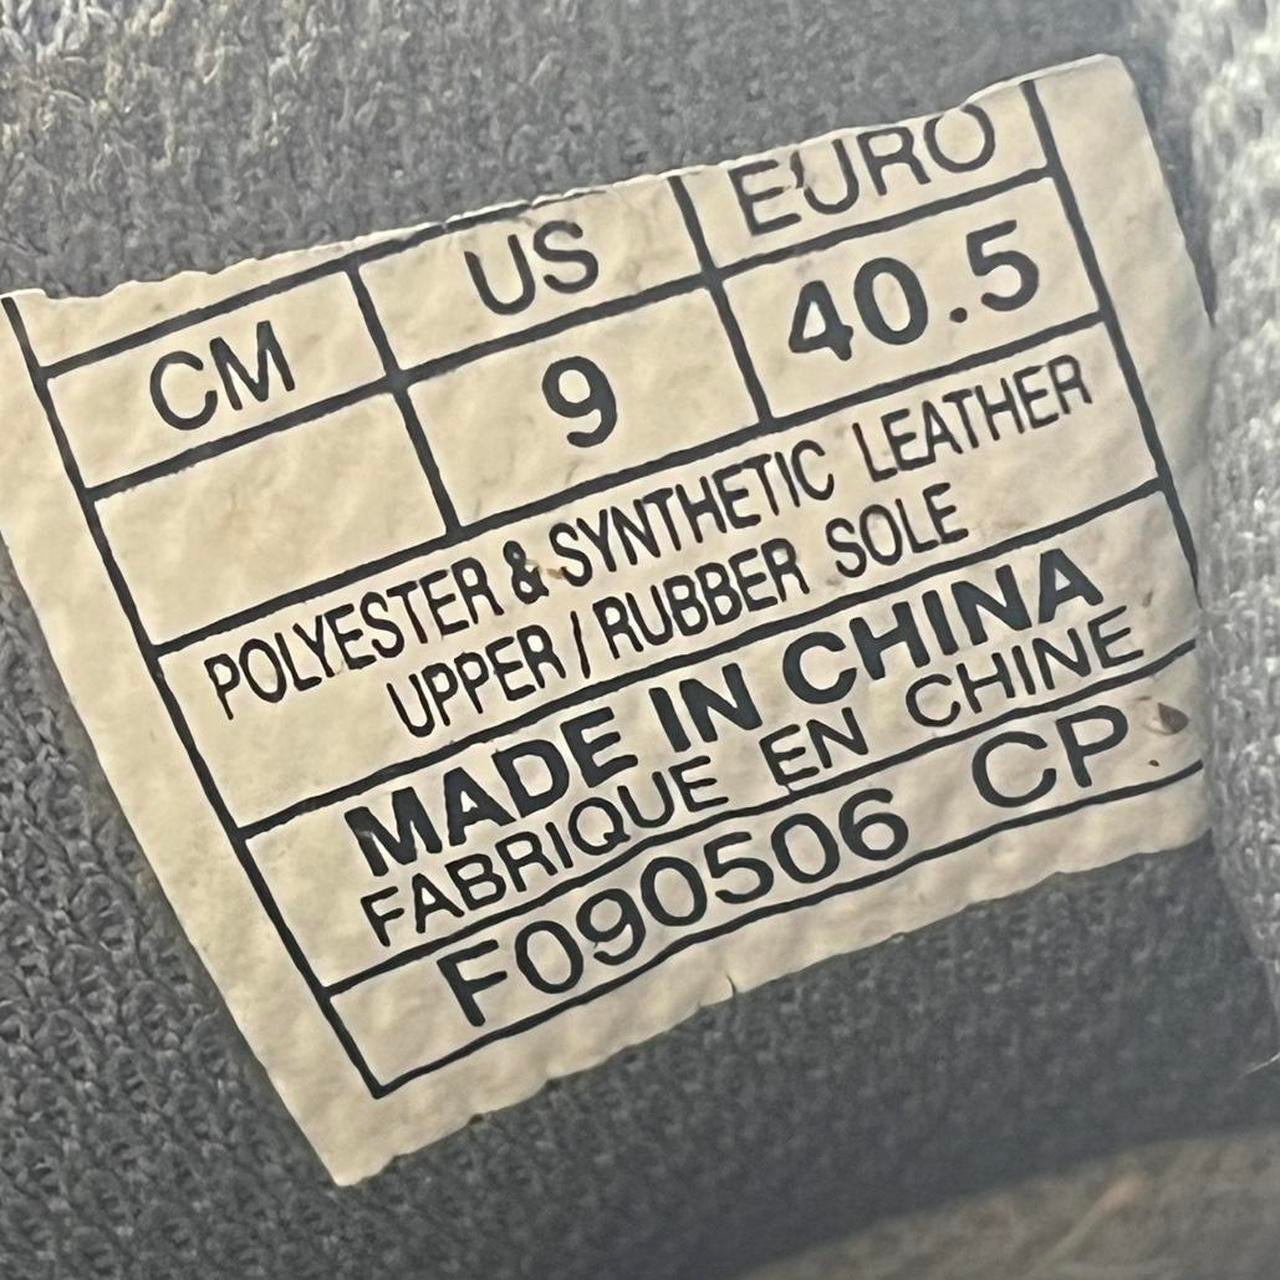 CM US EURO
9 40.5
POLYESTER & SYNTHETIC LEATHER
UPPER / RUBBER SOLE
MADE IN CHINA
FABRIQUE EN CHINE
F090506 CP